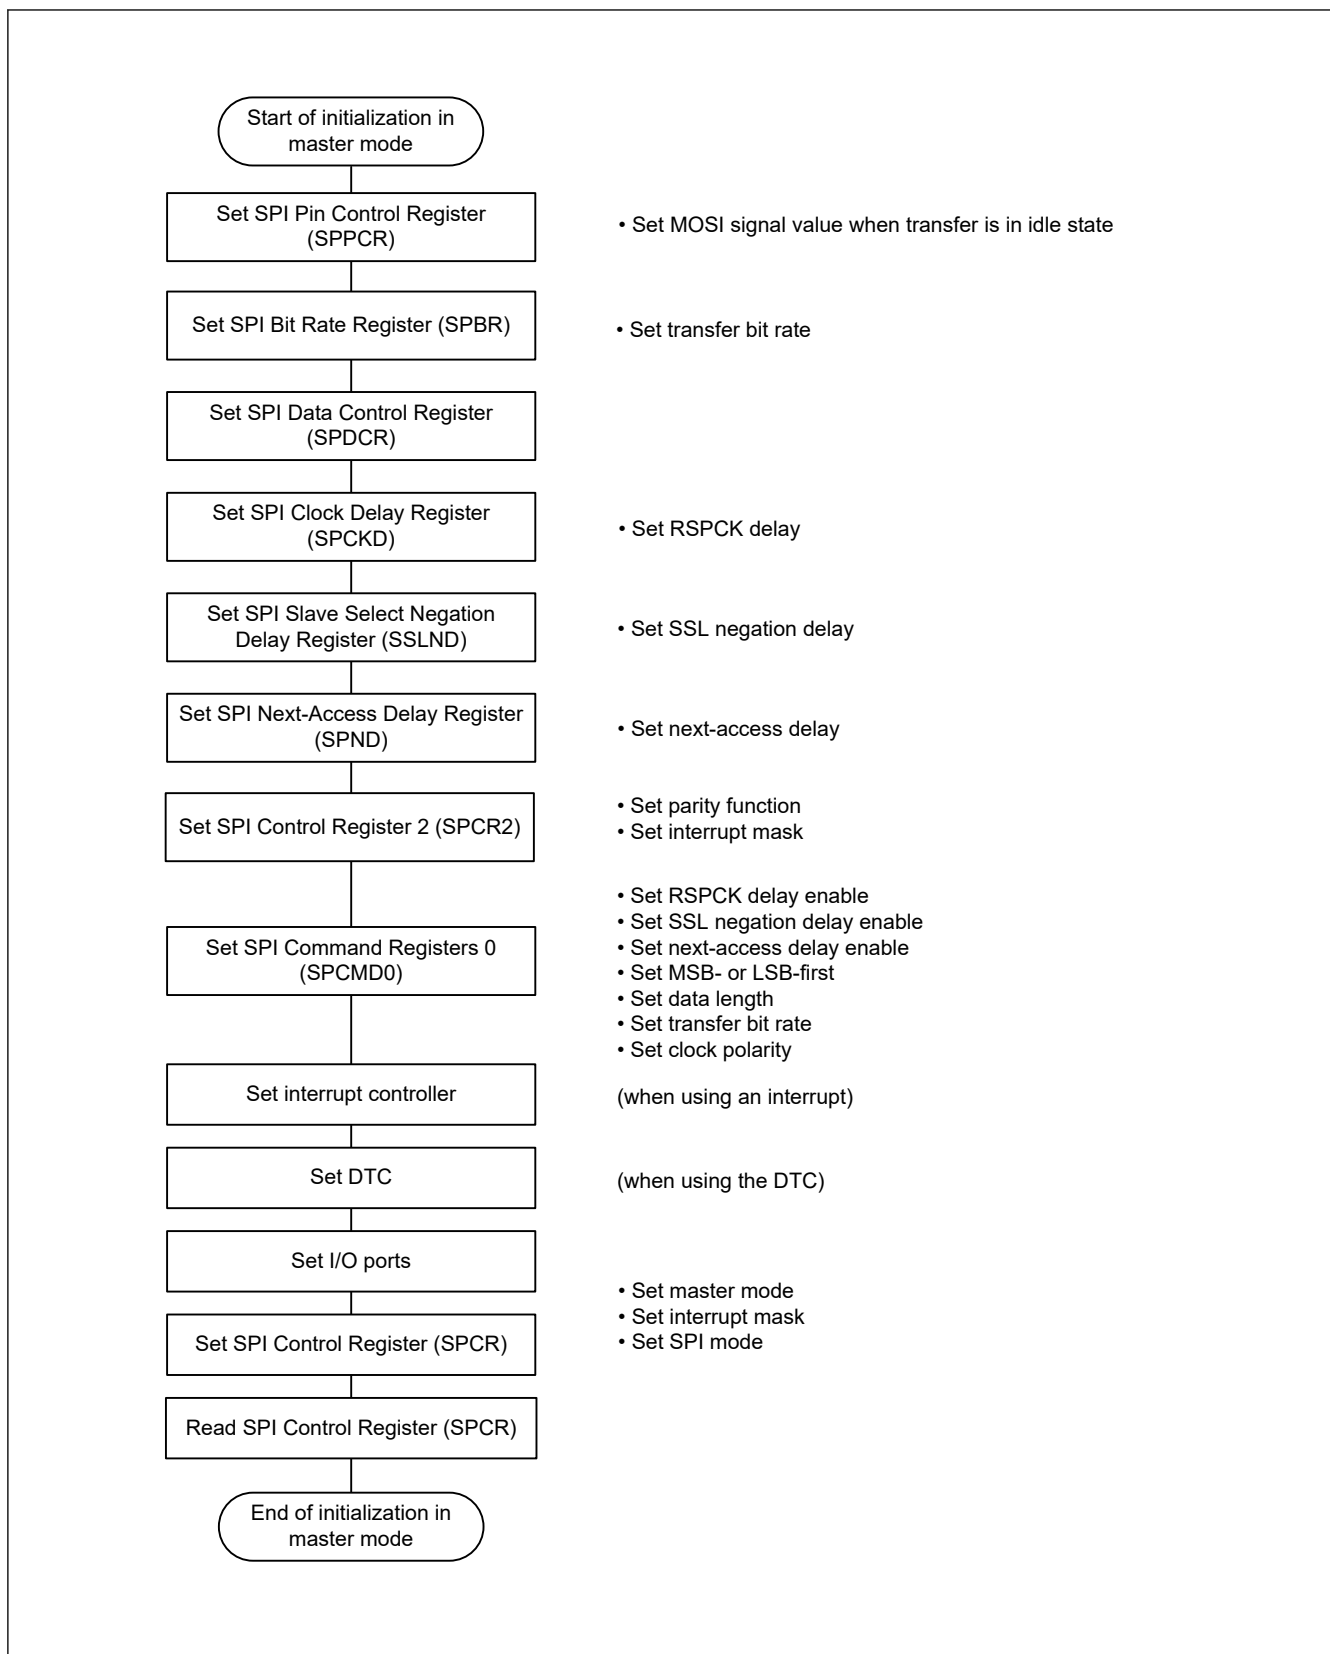 Start of initialization in
master mode
Set SPI Pin Control Register
(SPPCR)
• Set MOSI signal value when transfer is in idle state
Set SPI Bit Rate Register (SPBR)
• Set transfer bit rate
Set SPI Data Control Register
(SPDCR)
Set SPI Clock Delay Register
(SPCKD)
• Set RSPCK delay
Set SPI Slave Select Negation
Delay Register (SSLND)
• Set SSL negation delay
Set SPI Next-Access Delay Register
(SPND)
• Set next-access delay
Set SPI Control Register 2 (SPCR2)
• Set parity function
• Set interrupt mask
Set SPI Command Registers 0
(SPCMD0)
• Set RSPCK delay enable
• Set SSL negation delay enable
• Set next-access delay enable
• Set MSB- or LSB-first
• Set data length
• Set transfer bit rate
• Set clock polarity
Set interrupt controller
(when using an interrupt)
Set DTC
(when using the DTC)
Set I/O ports
Set SPI Control Register (SPCR)
• Set master mode
• Set interrupt mask
• Set SPI mode
Read SPI Control Register (SPCR)
End of initialization in
master mode